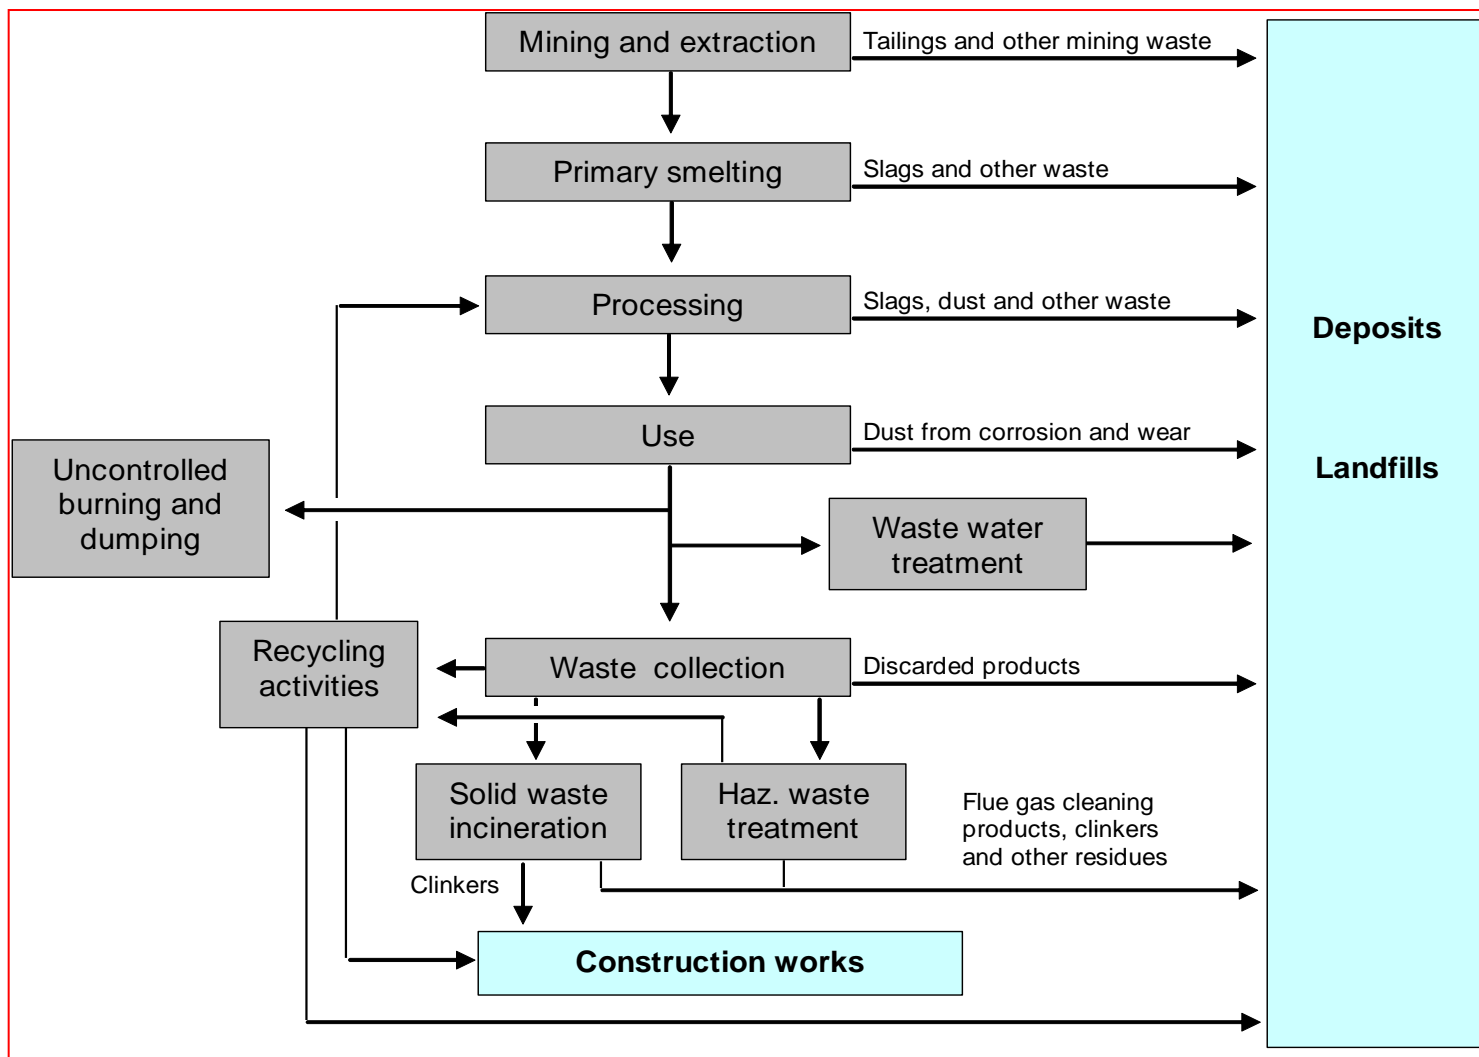 Mining and extraction
Tailings and other mining waste
Primary smelting
Slags and other waste
Processing
Slags, dust and other waste
Deposits
Use
Dust from corrosion and wear
Landfills
Uncontrolled
burning and
dumping
Waste water
treatment
Recycling
activities
Waste collection
Discarded products
Solid waste
incineration
Haz. waste
treatment
Flue gas cleaning
products, clinkers
and other residues
Clinkers
Construction works